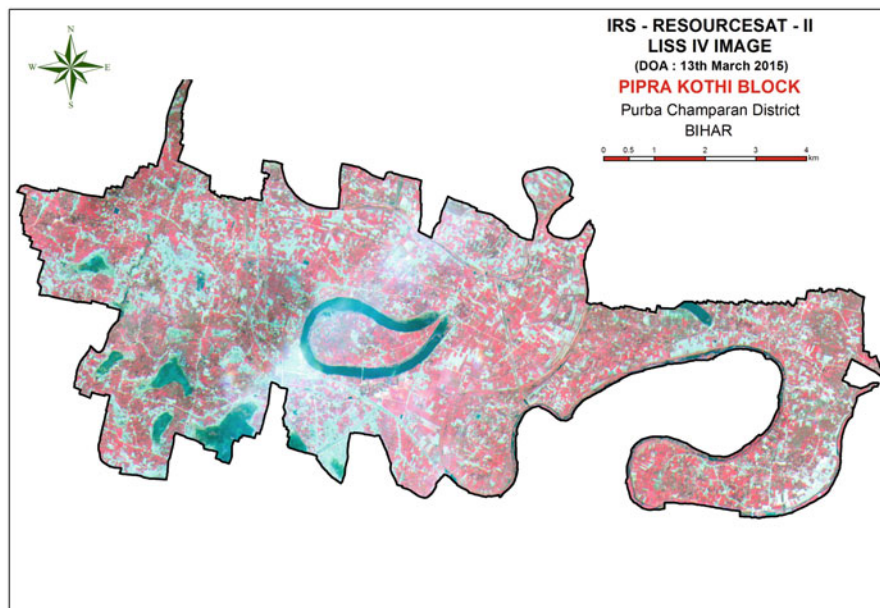 N
W E
S
IRS - RESOURCESAT - II
LISS IV IMAGE
(DOA : 13th March 2015)
PIPRA KOTHI BLOCK
Purba Champaran District
BIHAR
0 0.5 1 2 3 4
km